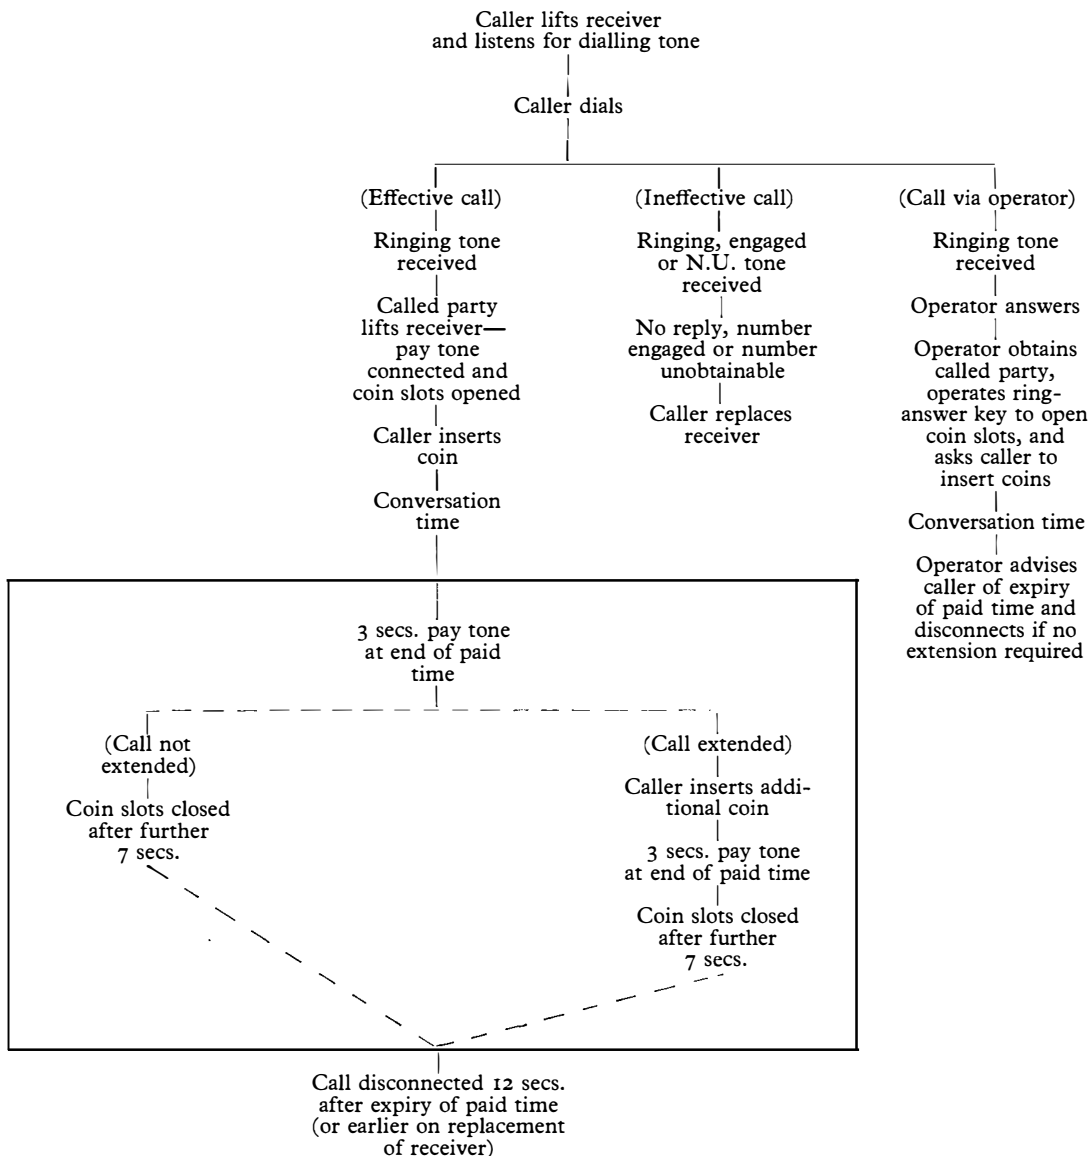 Caller lifts receiver
and listens for dialling tone
Caller dials
(Effective call)
Ringing tone
received
Called party
lifts receiver—
pay tone
connected and
coin slots opened
Caller inserts
coin
Conversation
time
(Ineffective call)
Ringing, engaged
or N.U. tone
received
No reply, number
engaged or number
unobtainable
Caller replaces
receiver
(Call via operator)
Ringing tone
received
Operator answers
Operator obtains
called party,
operates ring-
answer key to open
coin slots, and
asks caller to
insert coins
Conversation time
Operator advises
caller of expiry
of paid time and
disconnects if no
extension required
3 secs. pay tone
at end of paid
time
(Call not
extended)
Coin slots closed
after further
7 secs.
(Call extended)
Caller inserts addi-
tional coin
3 secs. pay tone
at end of paid time
Coin slots closed
after further
7 secs.
Call disconnected 12 secs.
after expiry of paid time
(or earlier on replacement
of receiver)